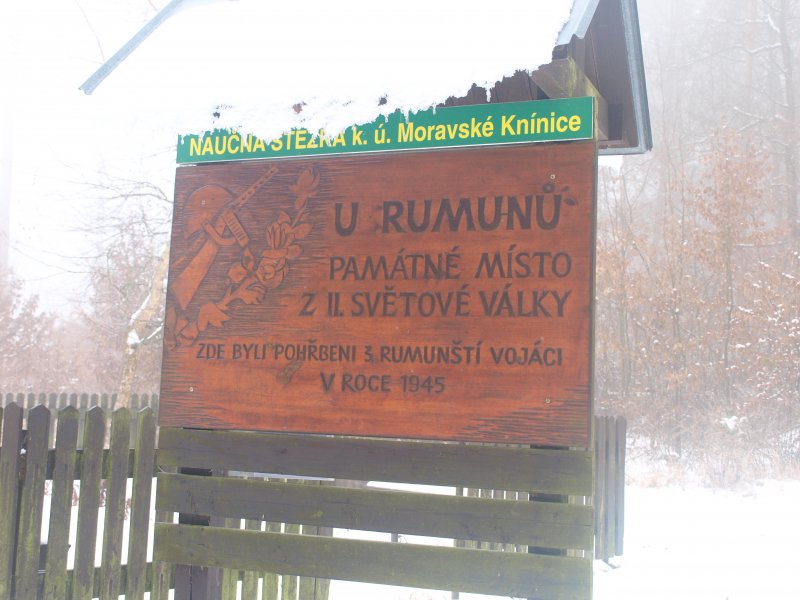 NAUČNÁ STEZKA k. ú. Moravské Knínice
U RUMUNŮ
PAMÁTNÉ MÍSTO
Z II. SVĚTOVÉ VÁLKY
ZDE BYLI POHŘBENI 3 RUMUNŠTÍ VOJÁCI
V ROCE 1945